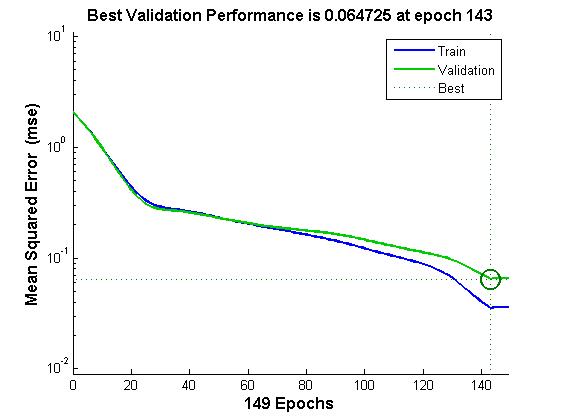 Best Validation Performance is 0.064725 at epoch 143
Mean Squared Error (mse)
10^1
10^0
10^-1
10^-2
Train
Validation
Best
0 20 40 60 80 100 120 140
149 Epochs